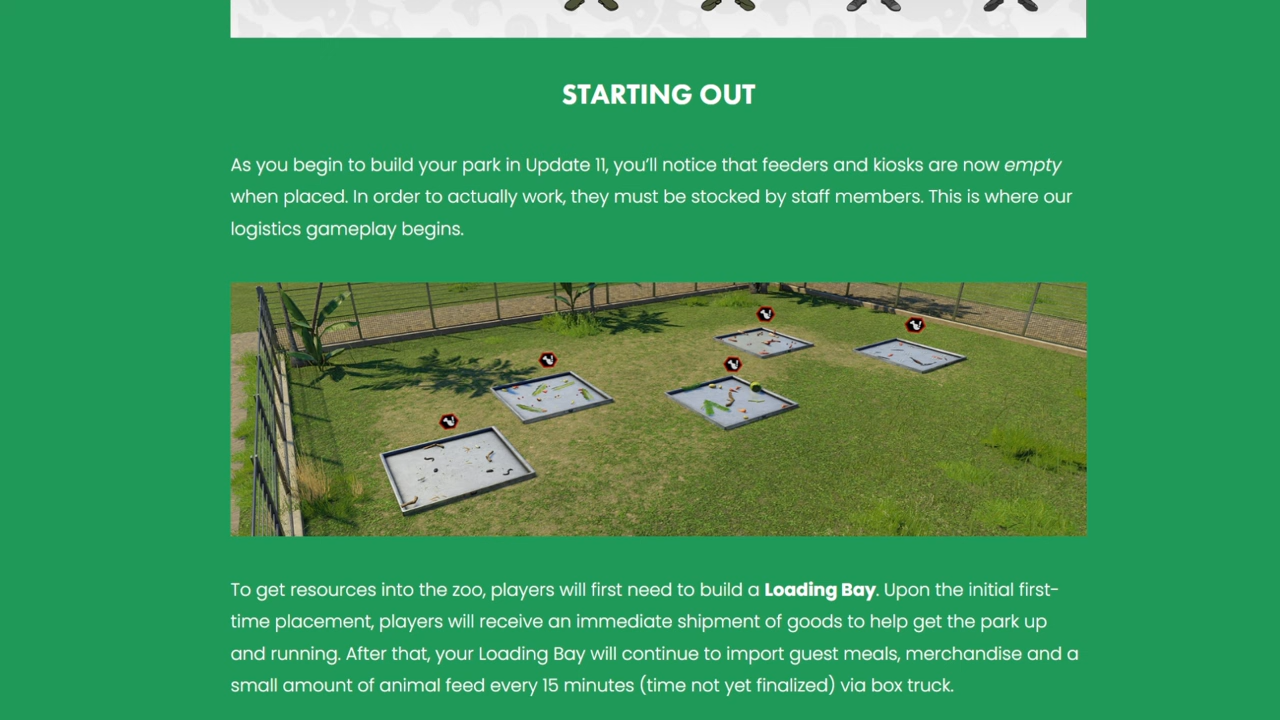 STARTING OUT
As you begin to build your park in Update 11, you'll notice that feeders and kiosks are now empty
when placed. In order to actually work, they must be stocked by staff members. This is where our
logistics gameplay begins.
To get resources into the zoo, players will first need to build a Loading Bay. Upon the initial first-
time placement, players will receive an immediate shipment of goods to help get the park up
and running. After that, your Loading Bay will continue to import guest meals, merchandise and a
small amount of animal feed every 15 minutes (time not yet finalized) via box truck.